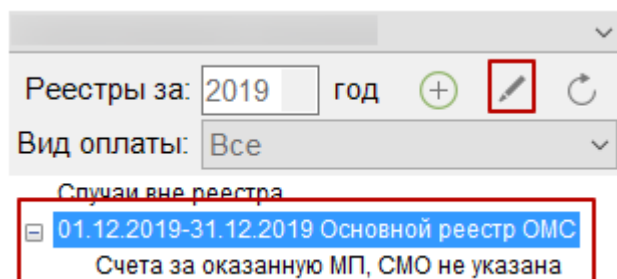 Реестры за: 2019 год
Вид оплаты: Все
Случаи вне реестра
01.12.2019-31.12.2019 Основной реестр ОМС
Счета за оказанную МП, СМО не указана